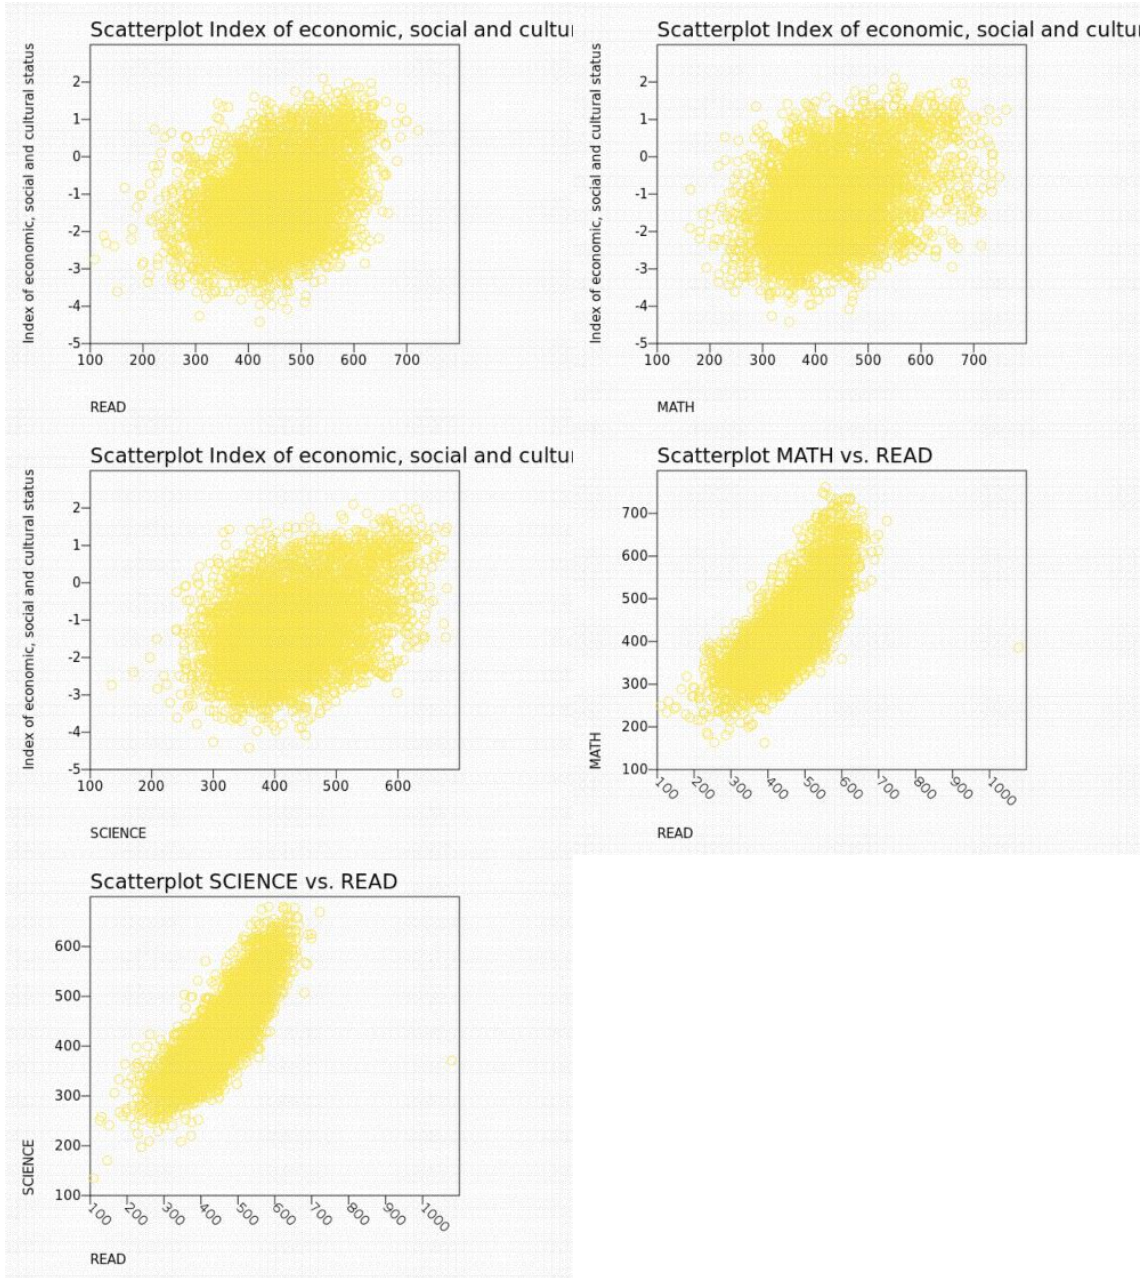 Scatterplot Index of economic, social and cultu
Index of economic, social and cultural status
2
1
0
-1
-2
-3
-4
-5
100 200 300 400 500 600 700
READ
Scatterplot Index of economic, social and cultu
Index of economic, social and cultural status
2
1
0
-1
-2
-3
-4
-5
100 200 300 400 500 600 700
MATH
Scatterplot Index of economic, social and cultu
Index of economic, social and cultural status
2
1
0
-1
-2
-3
-4
-5
100 200 300 400 500 600
SCIENCE
Scatterplot MATH vs. READ
MATH
700
600
500
400
300
200
100
100 200 300 400 500 600 700 800 900 1000
READ
Scatterplot SCIENCE vs. READ
SCIENCE
600
500
400
300
200
100
100 200 300 400 500 600 700 800 900 1000
READ